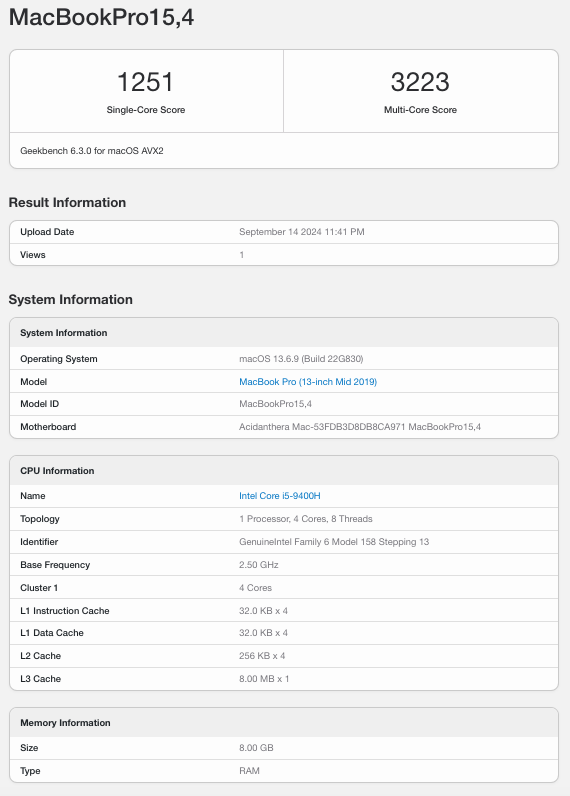 MacBookPro15,4
1251
3223
Single-Core Score
Multi-Core Score
Geekbench 6.3.0 for macOS AVX2
Result Information
Upload Date September 14 2024 11:41 PM
Views 1
System Information
System Information
Operating System macOS 13.6.9 (Build 22G830)
Model MacBook Pro (13-inch Mid 2019)
Model ID MacBookPro15,4
Motherboard Acidanthera Mac-53FDB3D8DB8CA971 MacBookPro15,4
CPU Information
Name Intel Core i5-9400H
Topology 1 Processor, 4 Cores, 8 Threads
Identifier GenuineIntel Family 6 Model 158 Stepping 13
Base Frequency 2.50 GHz
Cluster 1 4 Cores
L1 Instruction Cache 32.0 KB x 4
L1 Data Cache 32.0 KB x 4
L2 Cache 256 KB x 4
L3 Cache 8.00 MB x 1
Memory Information
Size 8.00 GB
Type RAM